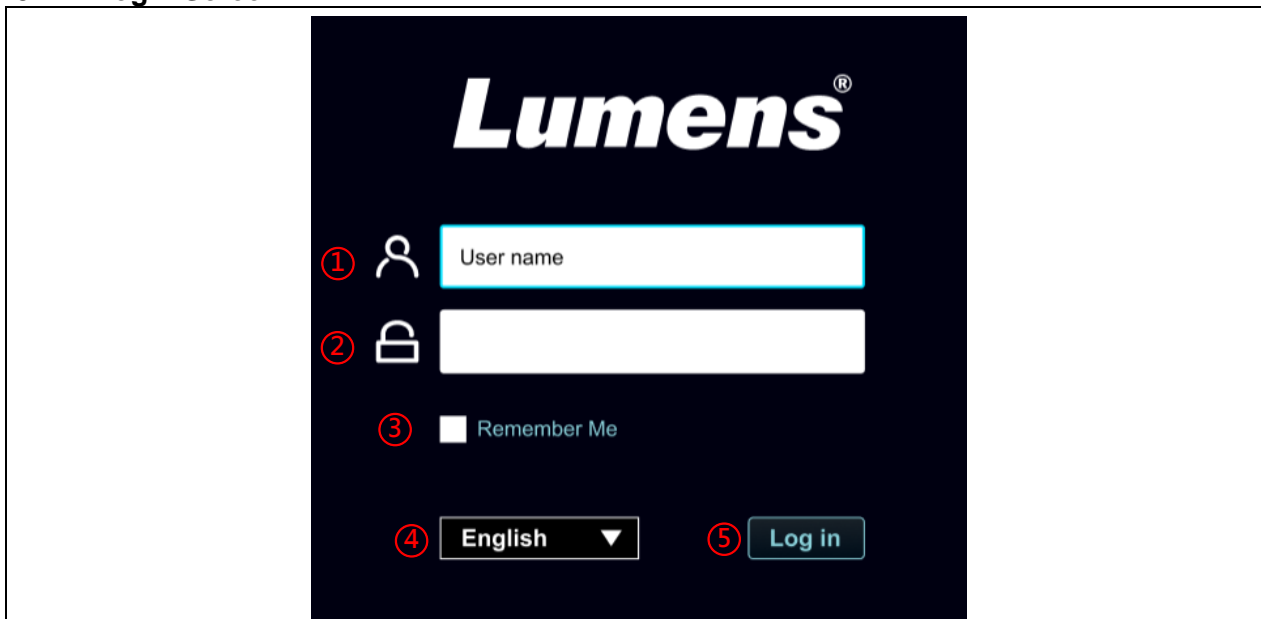 Lumens®
① User name
②
③ Remember Me
④ English ▼ ⑤ Log in